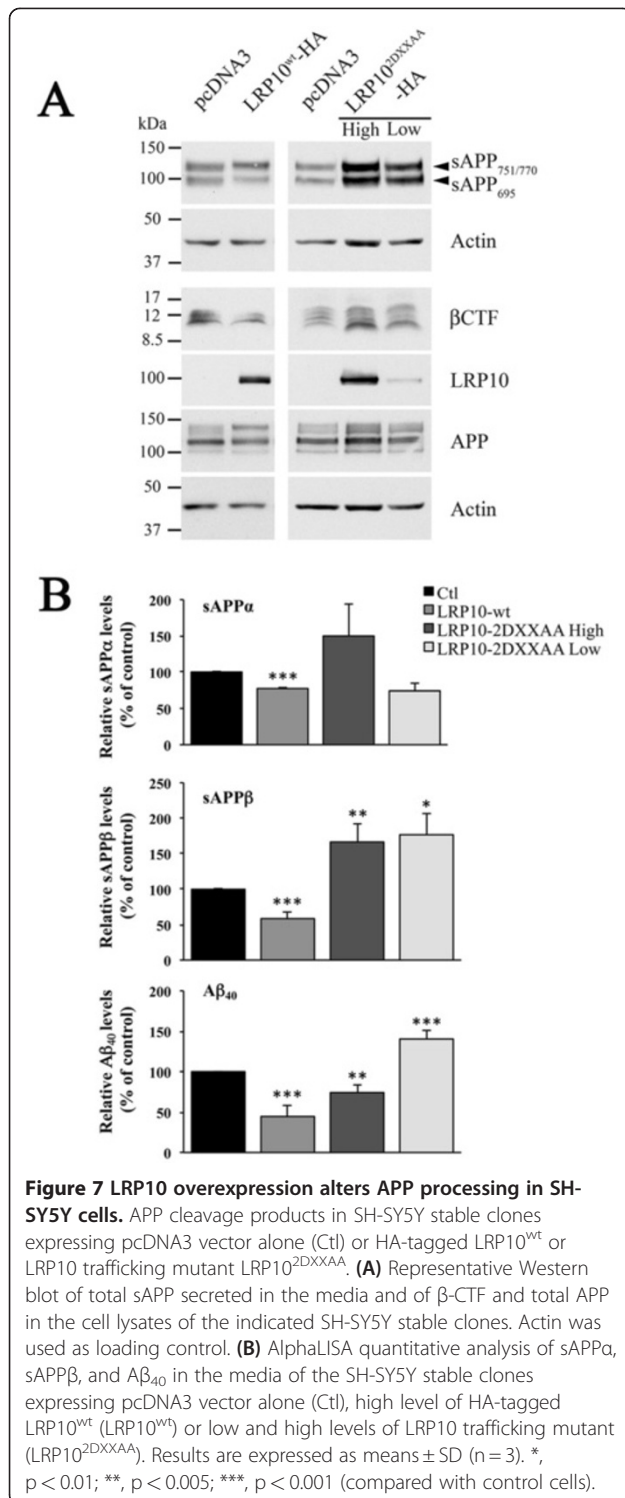 A
pcDNA3
LRP10wt-HA
pcDNA3
LRP102DXXAA
-HA
High Low
kDa
150
100
sAPP751/770
sAPP695
50
37
Actin
17
12
8.5
βCTF
100
LRP10
150
100
APP
50
37
Actin
B
Ctl
LRP10-wt
LRP10-2DXXAA High
LRP10-2DXXAA Low
sAPPα
Relative sAPPα levels
(% of control)
200
150
100
50
0
***
sAPPβ
Relative sAPPβ levels
(% of control)
250
200
150
100
50
0
***
**
*
Aβ40
Relative Aβ40 levels
(% of control)
200
150
100
50
0
***
**
***
Figure 7 LRP10 overexpression alters APP processing in SH-
SY5Y cells. APP cleavage products in SH-SY5Y stable clones
expressing pcDNA3 vector alone (Ctl) or HA-tagged LRP10wt or
LRP10 trafficking mutant LRP102DXXAA. (A) Representative Western
blot of total sAPP secreted in the media and of β-CTF and total APP
in the cell lysates of the indicated SH-SY5Y stable clones. Actin was
used as loading control. (B) AlphaLISA quantitative analysis of sAPPα,
sAPPβ, and Aβ40 in the media of the SH-SY5Y stable clones
expressing pcDNA3 vector alone (Ctl), high level of HA-tagged
LRP10wt (LRP10wt) or low and high levels of LRP10 trafficking mutant
(LRP102DXXAA). Results are expressed as means ± SD (n = 3). *,
p < 0.01; **, p < 0.005; ***, p < 0.001 (compared with control cells).